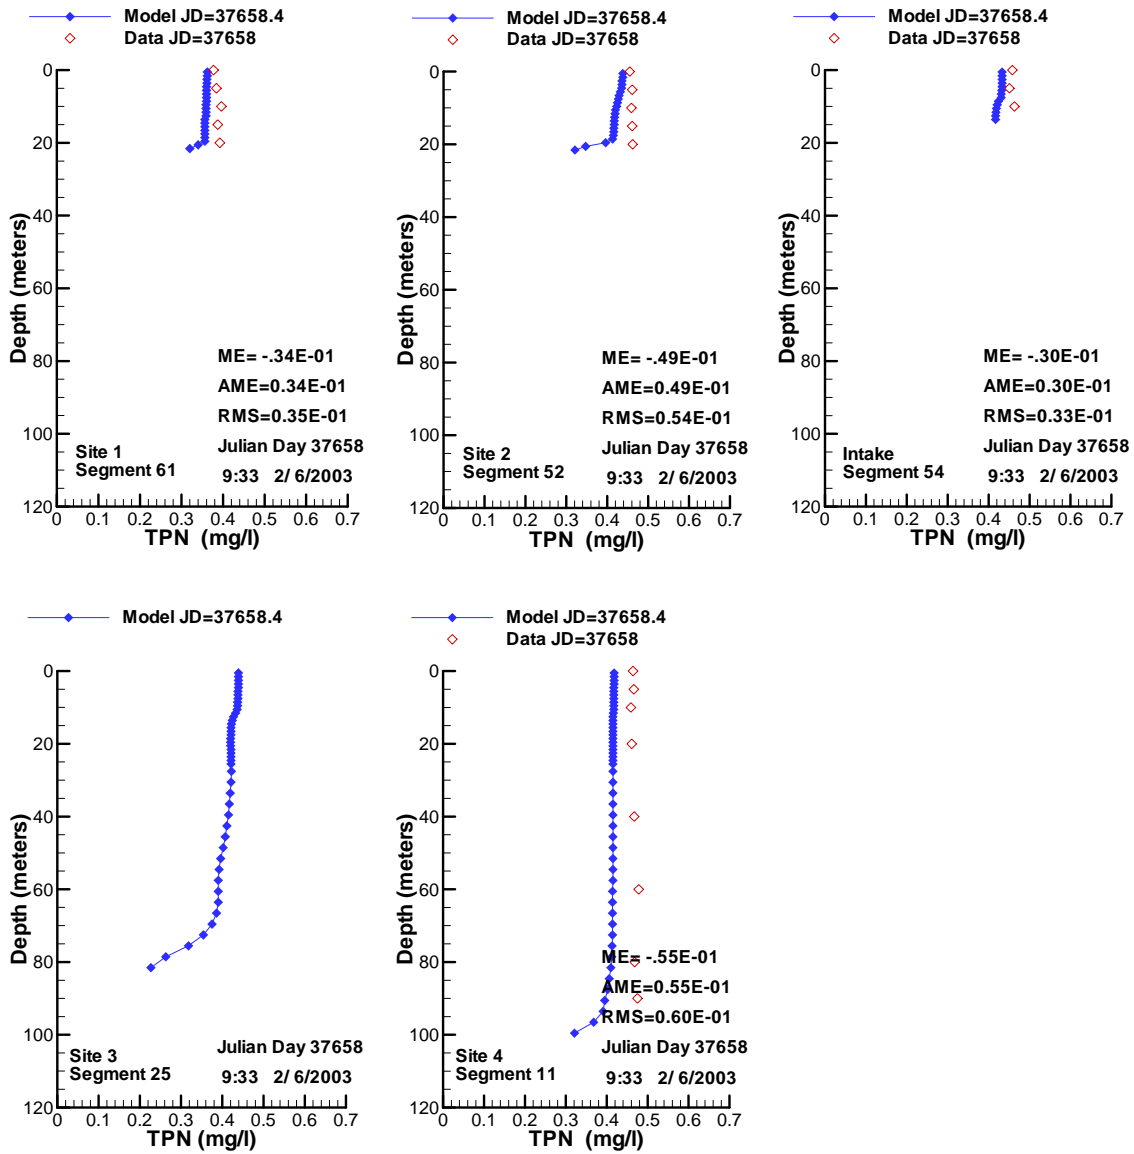 Model JD=37658.4
Data JD=37658
0
20
40
60
80
100
120
Depth (meters)
ME= -.34E-01
AME=0.34E-01
RMS=0.35E-01
Site 1
Segment 61
Julian Day 37658
9:33 2/ 6/2003
0 0.1 0.2 0.3 0.4 0.5 0.6 0.7
TPN (mg/l)
Model JD=37658.4
Data JD=37658
0
20
40
60
80
100
120
Depth (meters)
ME= -.49E-01
AME=0.49E-01
RMS=0.54E-01
Site 2
Segment 52
Julian Day 37658
9:33 2/ 6/2003
0 0.1 0.2 0.3 0.4 0.5 0.6 0.7
TPN (mg/l)
Model JD=37658.4
Data JD=37658
0
20
40
60
80
100
120
Depth (meters)
ME= -.30E-01
AME=0.30E-01
RMS=0.33E-01
Intake
Segment 54
Julian Day 37658
9:33 2/ 6/2003
0 0.1 0.2 0.3 0.4 0.5 0.6 0.7
TPN (mg/l)
Model JD=37658.4
0
20
40
60
80
100
120
Depth (meters)
Site 3
Segment 25
Julian Day 37658
9:33 2/ 6/2003
0 0.1 0.2 0.3 0.4 0.5 0.6 0.7
TPN (mg/l)
Model JD=37658.4
Data JD=37658
0
20
40
60
80
100
120
Depth (meters)
ME= -.55E-01
AME=0.55E-01
RMS=0.60E-01
Site 4
Segment 11
Julian Day 37658
9:33 2/ 6/2003
0 0.1 0.2 0.3 0.4 0.5 0.6 0.7
TPN (mg/l)